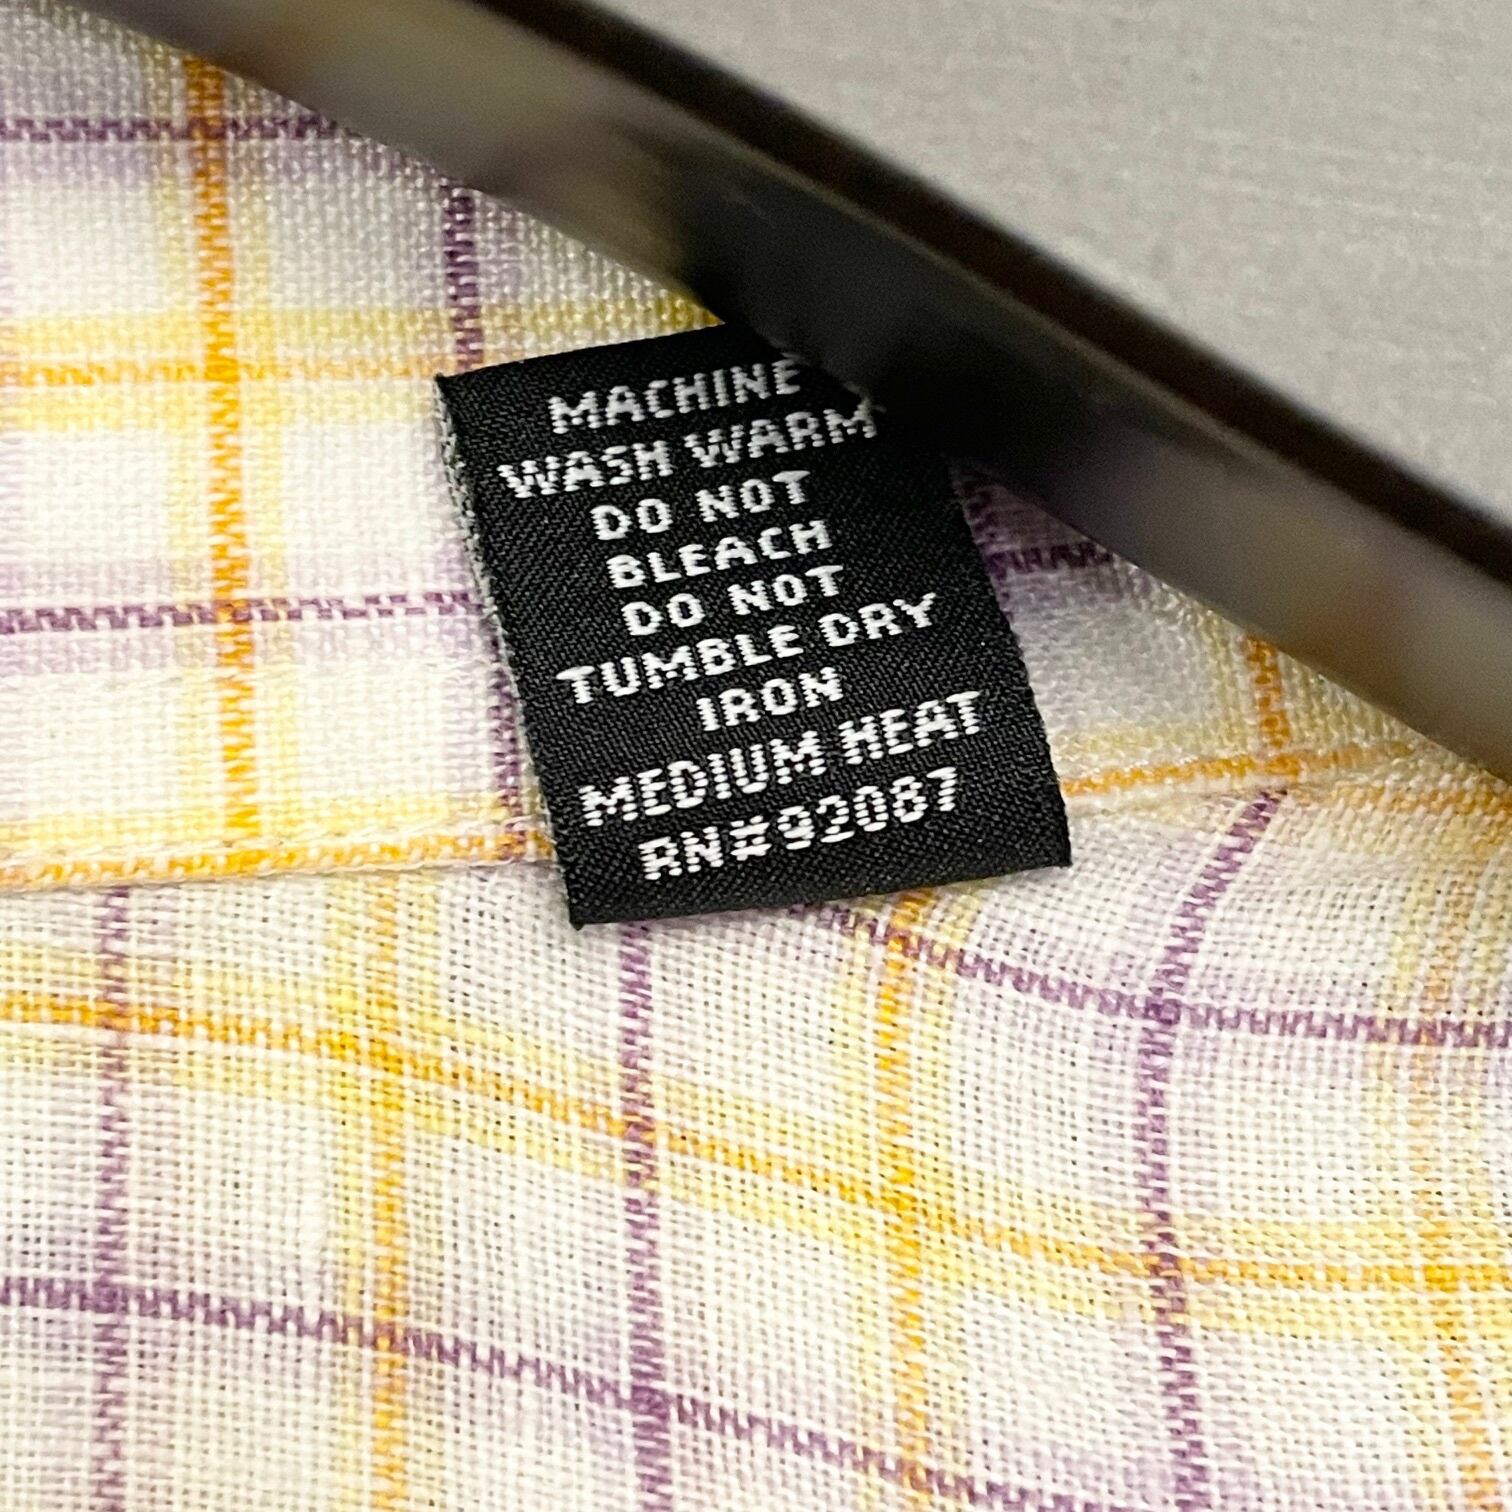 MACHINE
WASH WARM
DO NOT
BLEACH
DO NOT
TUMBLE DRY
IRON
MEDIUM HEAT
RN#92087